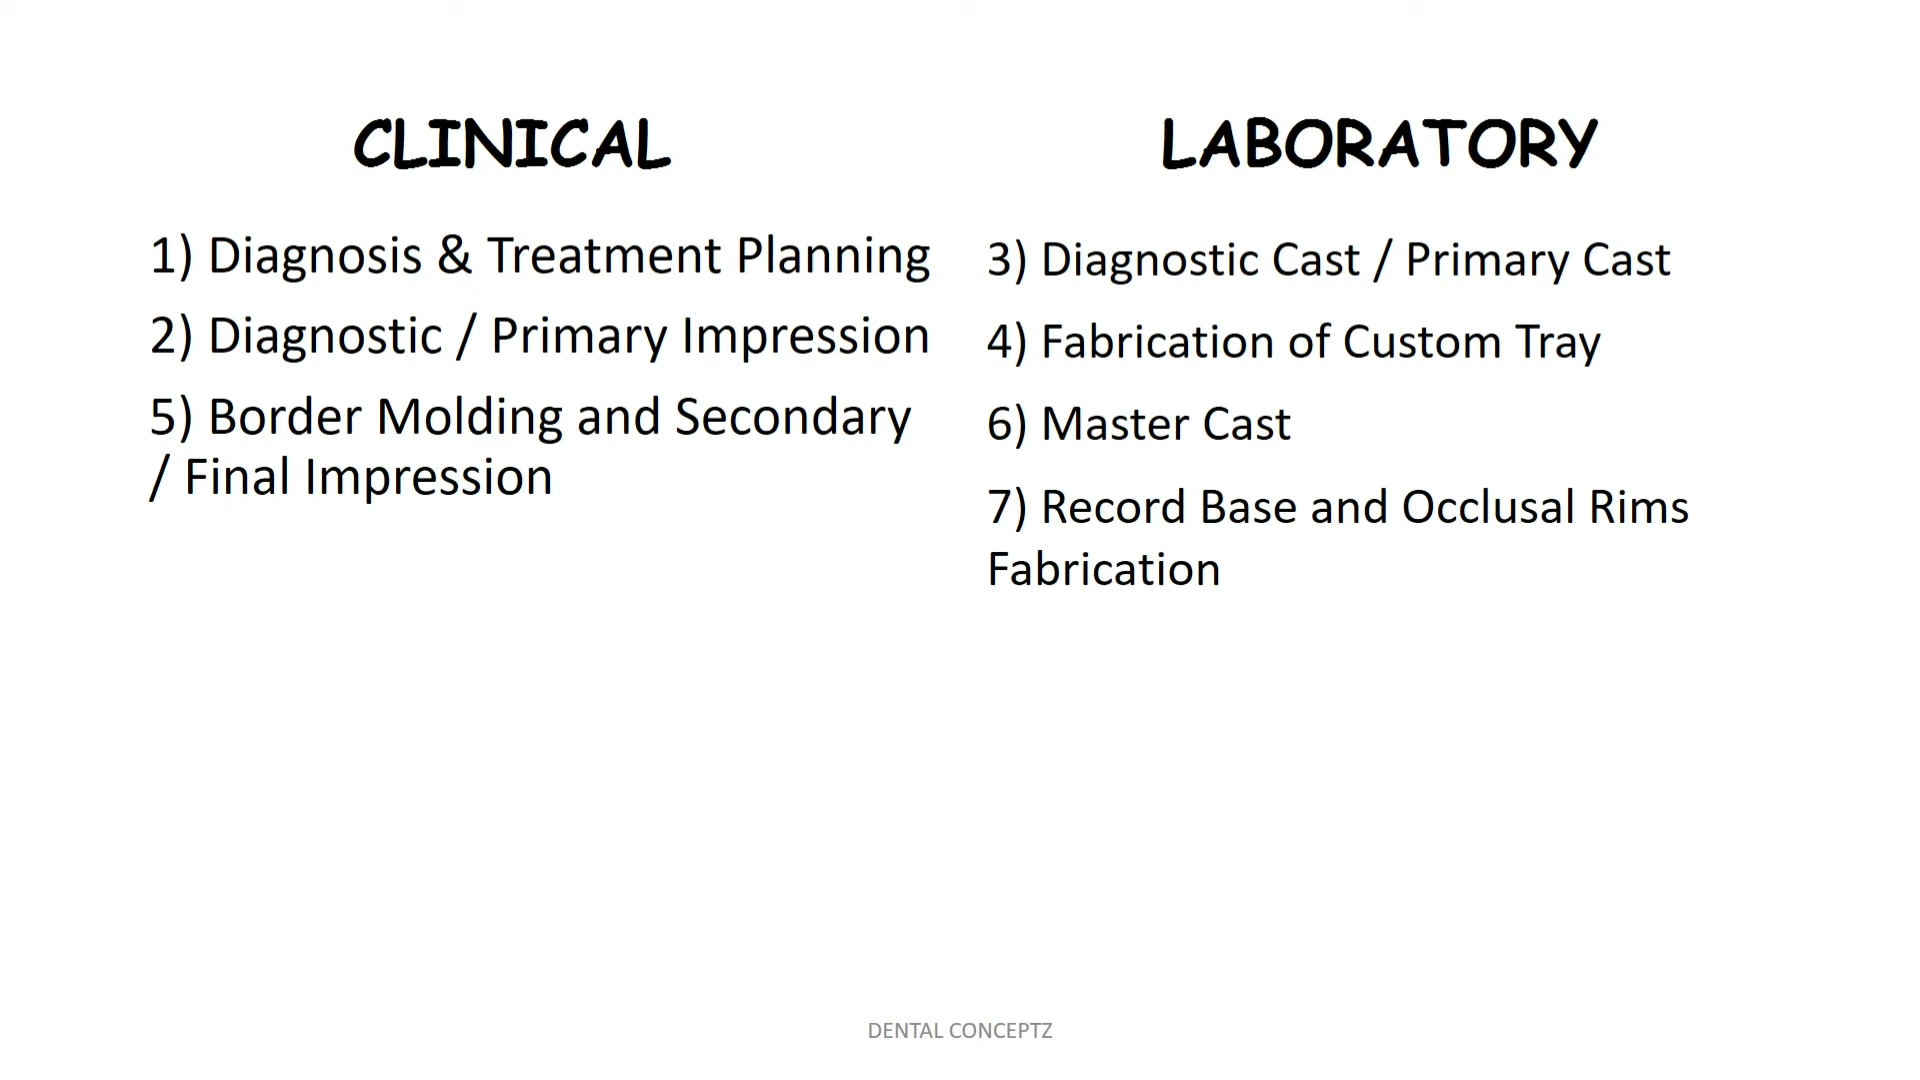 CLINICAL
1) Diagnosis & Treatment Planning
2) Diagnostic / Primary Impression
5) Border Molding and Secondary
/ Final Impression
LABORATORY
3) Diagnostic Cast / Primary Cast
4) Fabrication of Custom Tray
6) Master Cast
7) Record Base and Occlusal Rims
Fabrication
DENTAL CONCEPTZ